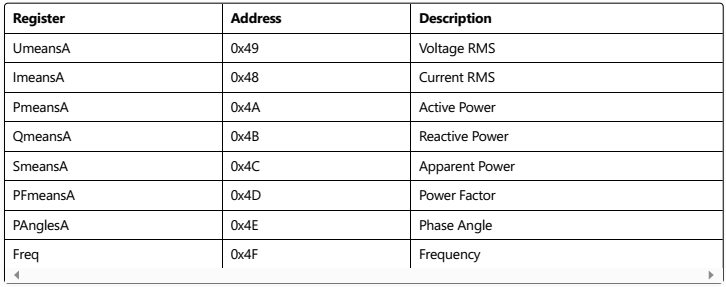 Register Address Description
UmeansA 0x49 Voltage RMS
ImeansA 0x48 Current RMS
PmeansA 0x4A Active Power
QmeansA 0x4B Reactive Power
SmeansA 0x4C Apparent Power
PFmeansA 0x4D Power Factor
PAnglesA 0x4E Phase Angle
Freq 0x4F Frequency